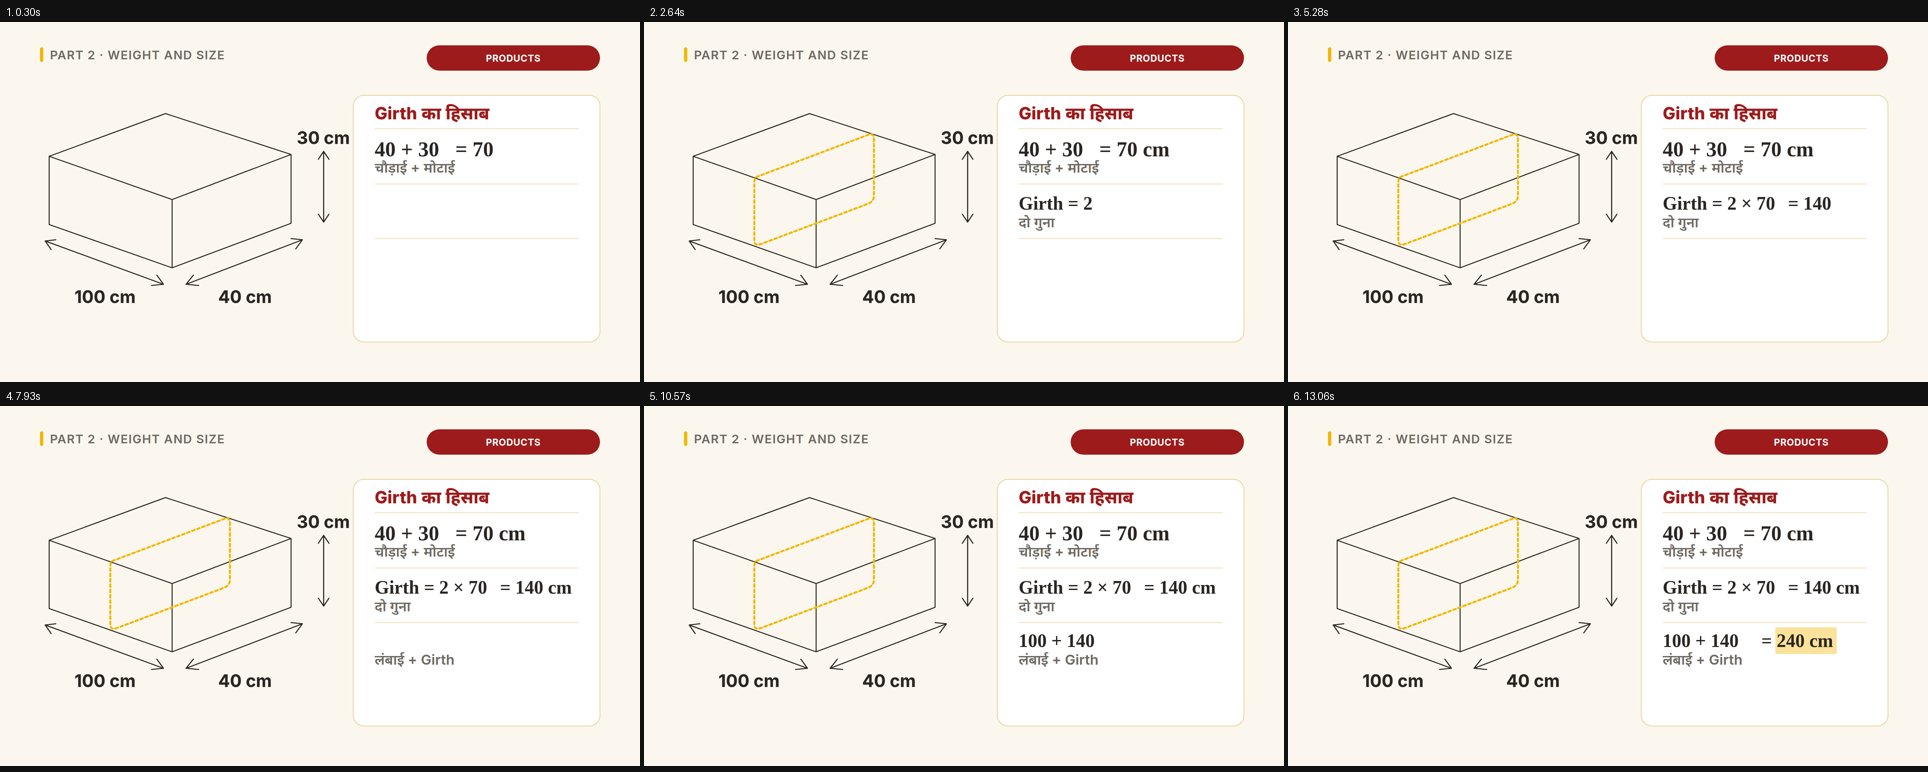 1. 0.30s
PART 2 · WEIGHT AND SIZE
PRODUCTS
30 cm
100 cm
40 cm
Girth का हिसाब
40 + 30 = 70
चौड़ाई + मोटाई
2. 2.64s
PART 2 · WEIGHT AND SIZE
PRODUCTS
30 cm
100 cm
40 cm
Girth का हिसाब
40 + 30 = 70 cm
चौड़ाई + मोटाई
Girth = 2
दो गुना
3. 5.28s
PART 2 · WEIGHT AND SIZE
PRODUCTS
30 cm
100 cm
40 cm
Girth का हिसाब
40 + 30 = 70 cm
चौड़ाई + मोटाई
Girth = 2 × 70 = 140
दो गुना
4. 7.93s
PART 2 · WEIGHT AND SIZE
PRODUCTS
30 cm
100 cm
40 cm
Girth का हिसाब
40 + 30 = 70 cm
चौड़ाई + मोटाई
Girth = 2 × 70 = 140 cm
दो गुना
लंबाई + Girth
5. 10.57s
PART 2 · WEIGHT AND SIZE
PRODUCTS
30 cm
100 cm
40 cm
Girth का हिसाब
40 + 30 = 70 cm
चौड़ाई + मोटाई
Girth = 2 × 70 = 140 cm
दो गुना
100 + 140
लंबाई + Girth
6. 13.06s
PART 2 · WEIGHT AND SIZE
PRODUCTS
30 cm
100 cm
40 cm
Girth का हिसाब
40 + 30 = 70 cm
चौड़ाई + मोटाई
Girth = 2 × 70 = 140 cm
दो गुना
100 + 140 = 240 cm
लंबाई + Girth